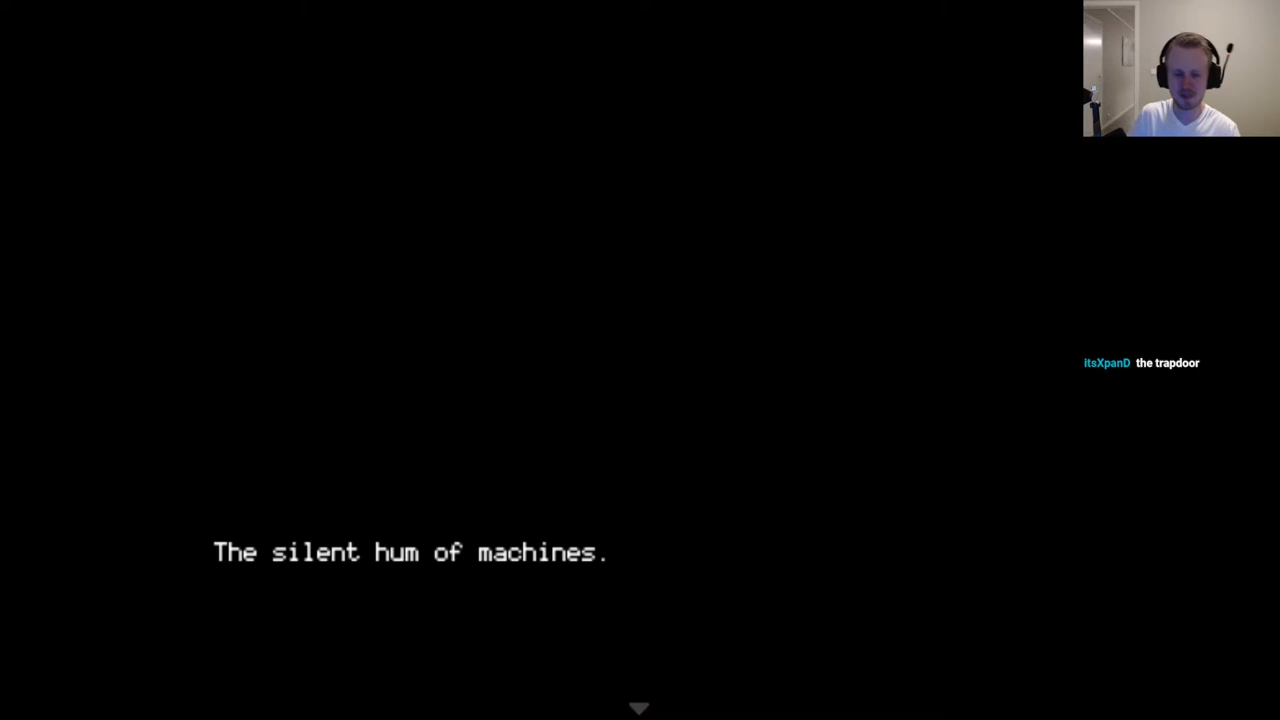 itsXpanD the trapdoor
The silent hum of machines.